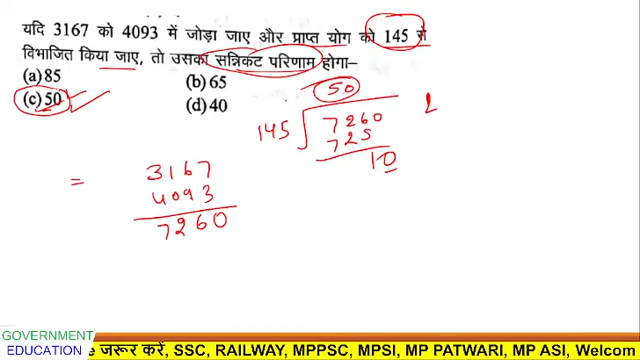 यदि 3167 को 4093 में जोड़ा जाए और प्राप्त योग को 145 से
विभाजित किया जाए, तो उसका सन्निकट परिणाम होगा–
(a) 85 (b) 65
(c) 50 (d) 40
50
145 7260
725
10
= 3167
4093
7260
GOVERNMENT
EDUCATION
जरूर करें, SSC, RAILWAY, MPPSC, MPSI, MP PATWARI, MP ASI, Welcom